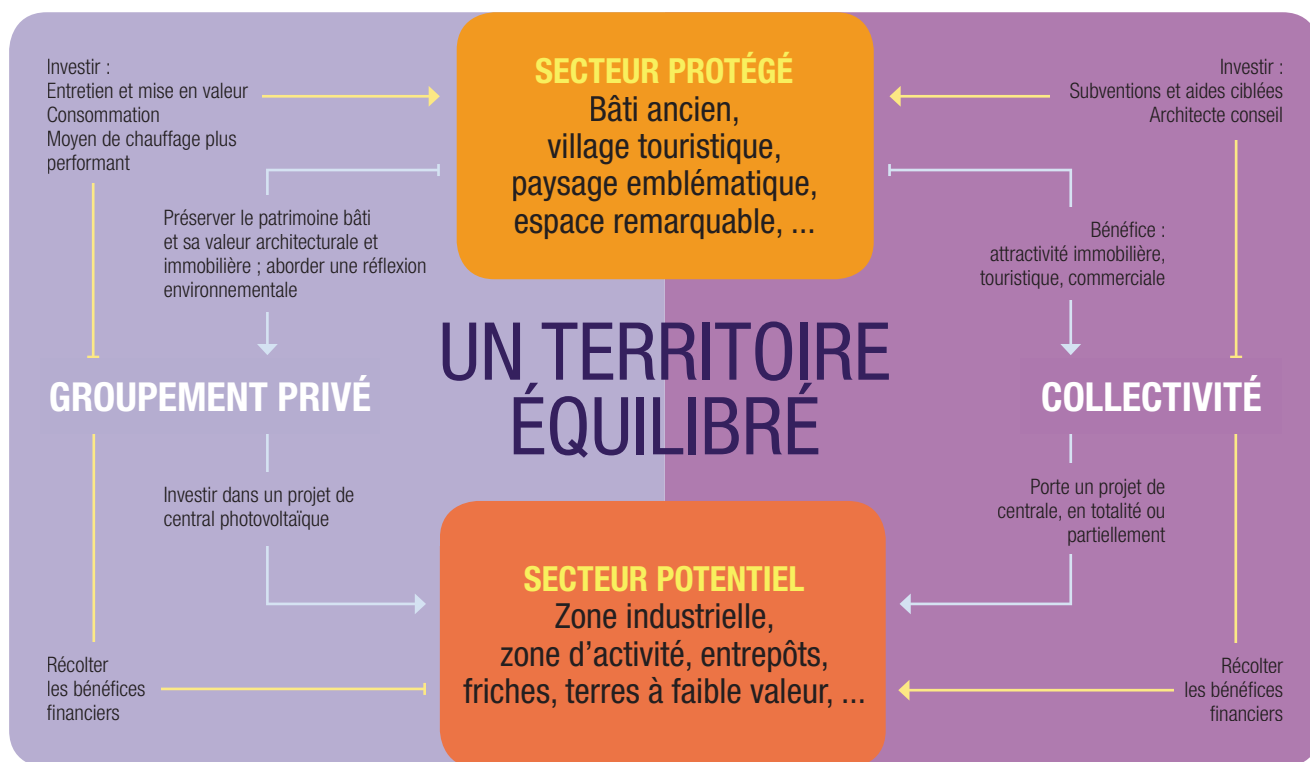 Investir :
Entretien et mise en valeur
Consommation
Moyen de chauffage plus
performant
SECTEUR PROTÉGÉ
Bâti ancien,
village touristique,
paysage emblématique,
espace remarquable, ...
Investir :
Subventions et aides ciblées
Architecte conseil
Préserver le patrimoine bâti
et sa valeur architecturale et
immobilière ; aborder une réflexion
environnementale
Bénéfice :
attractivité immobilière,
touristique, commerciale
UN TERRITOIRE
ÉQUILIBRÉ
GROUPEMENT PRIVÉ
COLLECTIVITÉ
Investir dans un projet de
central photovoltaïque
Porte un projet de
centrale, en totalité ou
partiellement
SECTEUR POTENTIEL
Zone industrielle,
zone d'activité, entrepôts,
friches, terres à faible valeur, ...
Récolter
les bénéfices
financiers
Récolter
les bénéfices
financiers